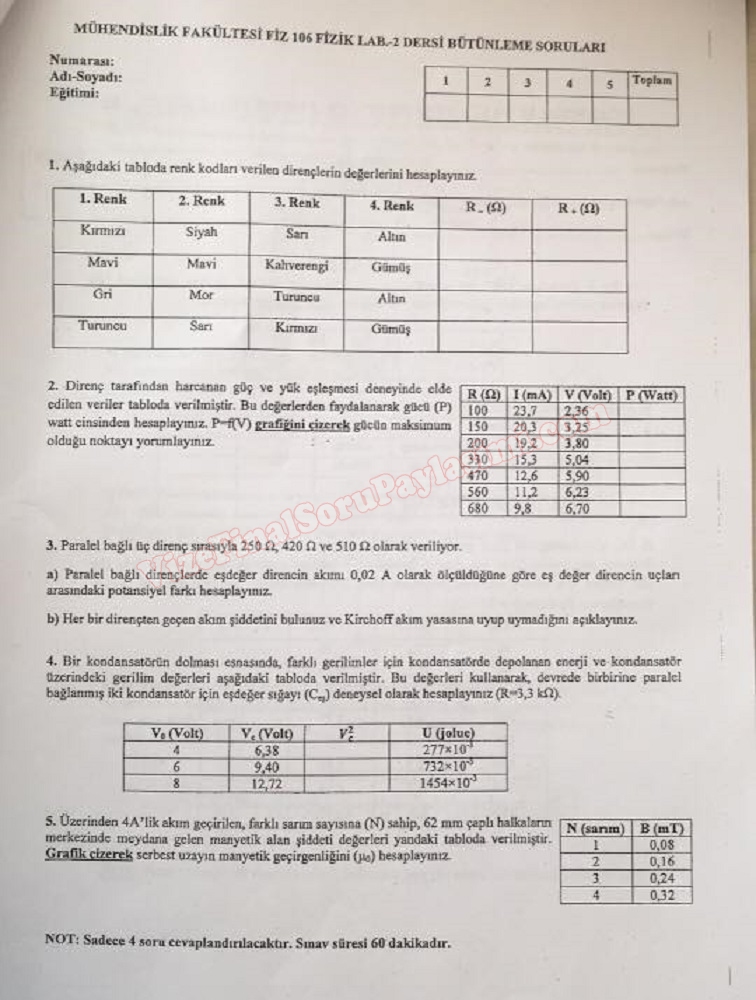 MÜHENDİSLİK FAKÜLTESİ FİZ 106 FİZİK LAB.-2 DERSİ BÜTÜNLEME SORULARI
Numarası:
Adı-Soyadı:
Eğitimi:
1 2 3 4 5 Toplam
1. Aşağıdaki tabloda renk kodları verilen dirençlerin değerlerini hesaplayınız.
1. Renk 2. Renk 3. Renk 4. Renk R₋(Ω) R₊(Ω)
Kırmızı Siyah Sarı Altın
Mavi Mavi Kahverengi Gümüş
Gri Mor Turuncu Altın
Turuncu Sarı Kırmızı Gümüş
2. Direnç tarafından harcanan güç ve yük eşleşmesi deneyinde elde
edilen veriler tabloda verilmiştir. Bu değerlerden faydalanarak gücü (P)
watt cinsinden hesaplayınız. P=f(V) grafiğini çizerek gücün maksimum
olduğu noktayı yorumlayınız.
R (Ω) I (mA) V (Volt) P (Watt)
100 23,7 2,36
150 20,3 3,25
200 19,2 3,80
330 15,3 5,04
470 12,6 5,90
560 11,2 6,23
680 9,8 6,70
VizeFinalSoruPaylasim.com
3. Paralel bağlı üç direnç sırasıyla 250 Ω, 420 Ω ve 510 Ω olarak veriliyor.
a) Paralel bağlı dirençlerde eşdeğer direncin akımı 0,02 A olarak ölçüldüğüne göre eş değer direncin uçları
arasındaki potansiyel farkı hesaplayınız.
b) Her bir dirençten geçen akım şiddetini bulunuz ve Kirchoff akım yasasına uyup uymadığını açıklayınız.
4. Bir kondansatörün dolması esnasında, farklı gerilimler için kondansatörde depolanan enerji ve kondansatör
üzerindeki gerilim değerleri aşağıdaki tabloda verilmiştir. Bu değerleri kullanarak, devrede birbirine paralel
bağlanmış iki kondansatör için eşdeğer sığayı (C) deneysel olarak hesaplayınız (R=3,3 kΩ).
V₀ (Volt) V꜀ (Volt) V꜀² U (joluc)
4 6,38 277×10
6 9,40 732×10
8 12,72 1454×10⁻³
5. Üzerinden 4A'lik akım geçirilen, farklı sarım sayısına (N) sahip, 62 mm çaplı halkaların
merkezinde meydana gelen manyetik alan şiddeti değerleri yandaki tabloda verilmiştir.
Grafik çizerek serbest uzayın manyetik geçirgenliğini (μ₀) hesaplayınız.
N (sarım) B (mT)
1 0,08
2 0,16
3 0,24
4 0,32
NOT: Sadece 4 soru cevaplandırılacaktır. Sınav süresi 60 dakikadır.